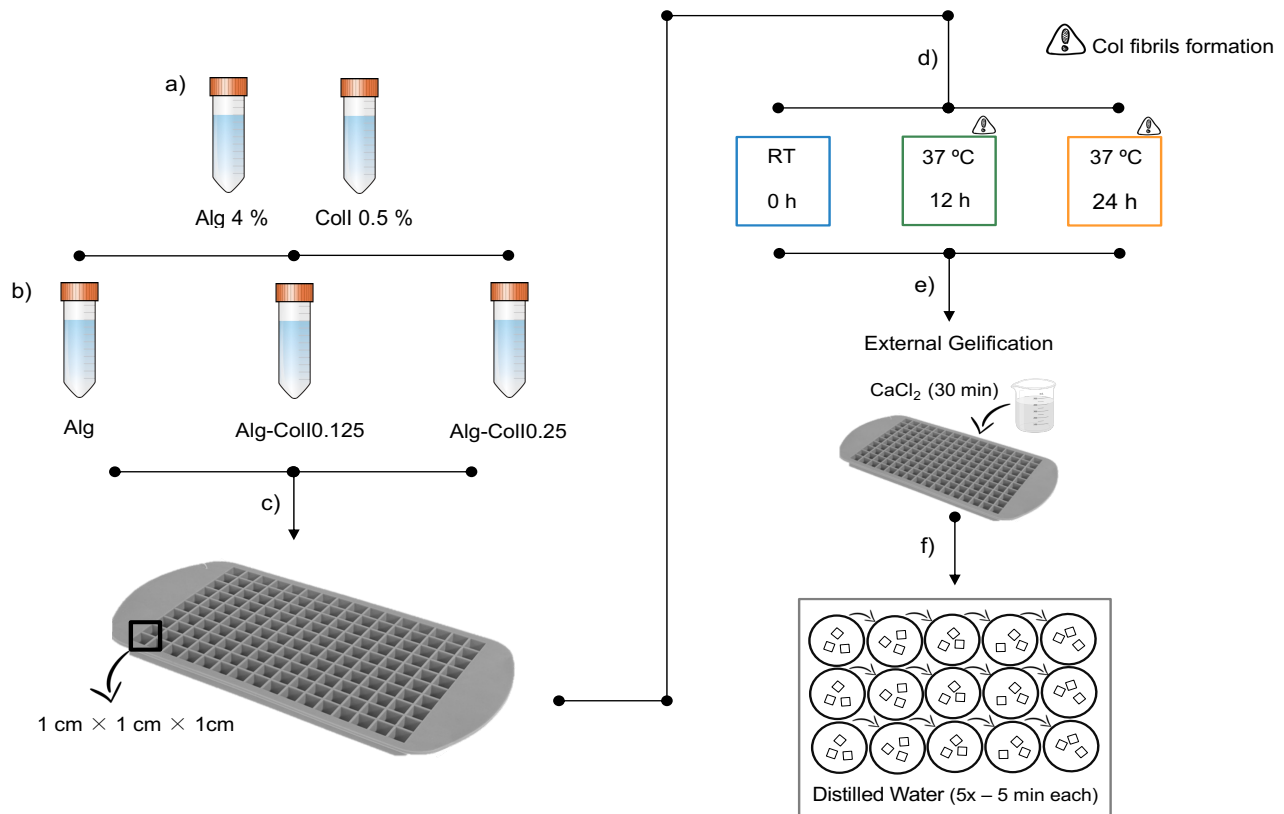 a)
Alg 4 %
Coll 0.5 %
b)
Alg
Alg-Coll0.125
Alg-Coll0.25
c)
1 cm × 1 cm × 1cm
Col fibrils formation
d)
RT
0 h
37 ºC
12 h
37 ºC
24 h
e)
External Gelification
CaCl₂ (30 min)
f)
Distilled Water (5x – 5 min each)